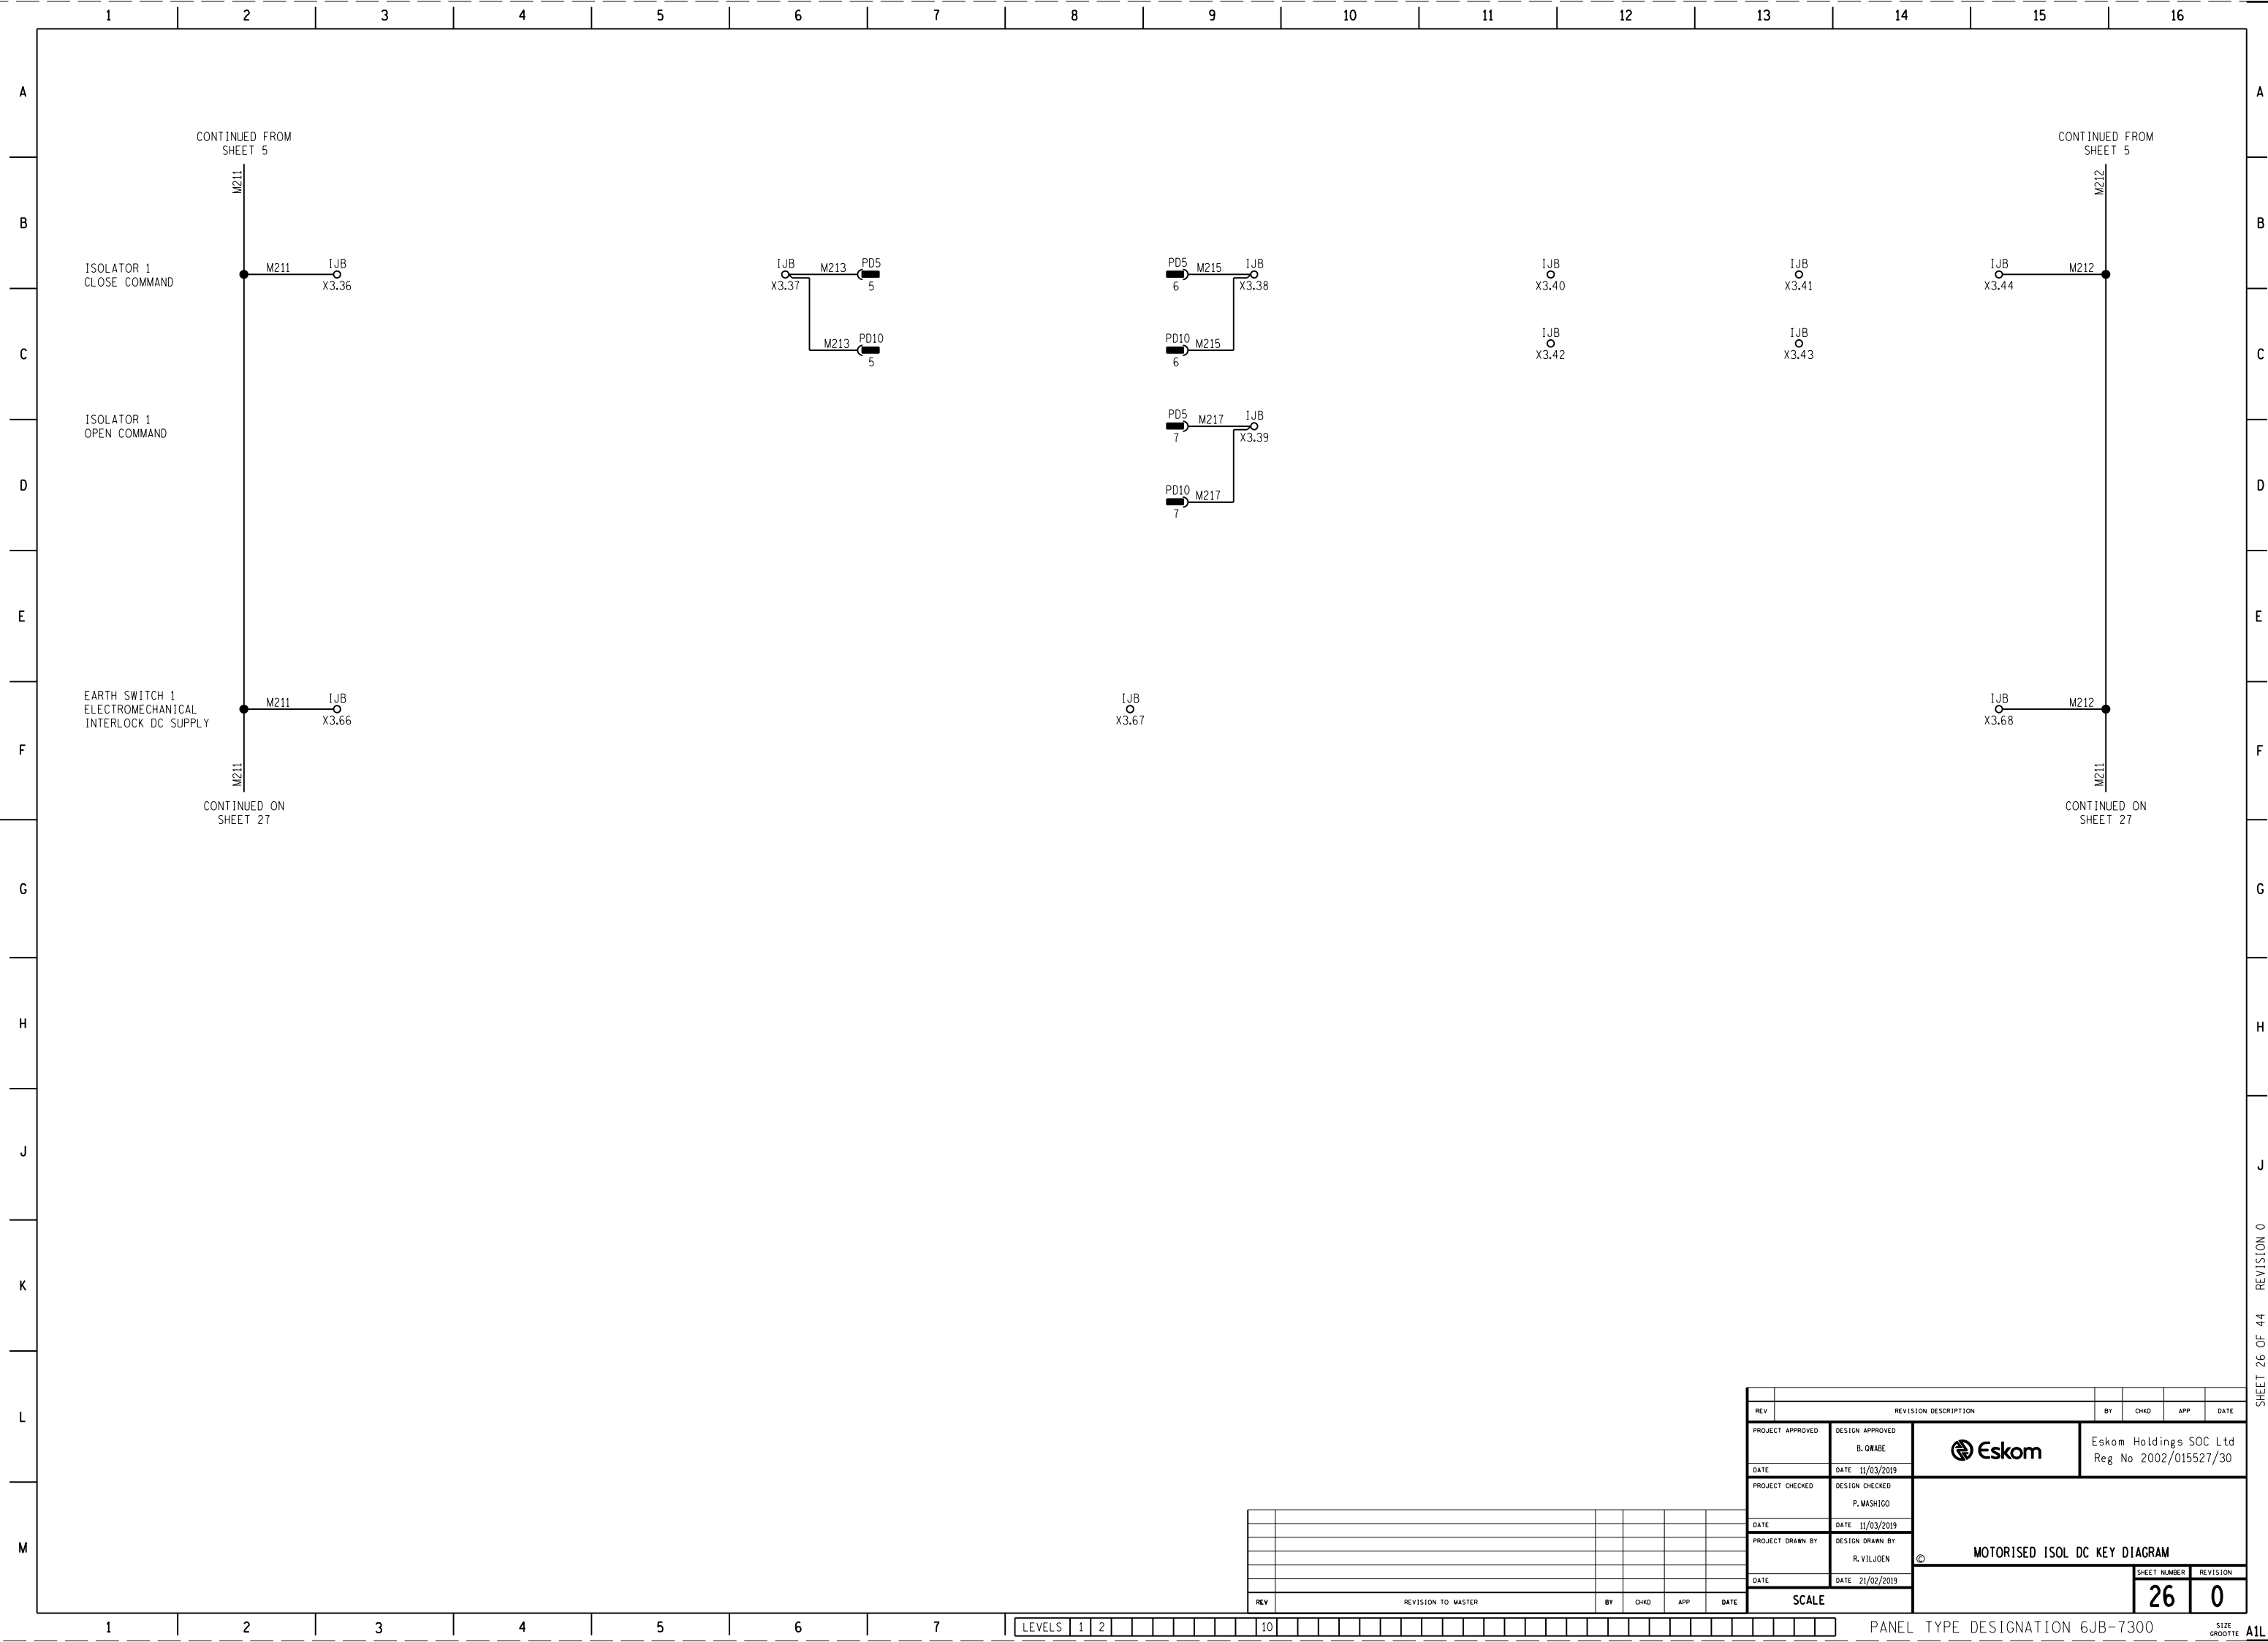 1 2 3 4 5 6 7 8 9 10 11 12 13 14 15 16
A A
CONTINUED FROM
SHEET 5
CONTINUED FROM
SHEET 5
M211
M212
B B
ISOLATOR 1
CLOSE COMMAND
M211
IJB
X3.36
IJB
X3.37
M213
PD5
5
PD5
6
M215
IJB
X3.38
IJB
X3.40
IJB
X3.41
IJB
X3.44
M212
C C
M213
PD10
5
PD10
6
M215
IJB
X3.42
IJB
X3.43
ISOLATOR 1
OPEN COMMAND
PD5
7
M217
IJB
X3.39
D D
PD10
7
M217
E E
EARTH SWITCH 1
ELECTROMECHANICAL
INTERLOCK DC SUPPLY
M211
IJB
X3.66
IJB
X3.67
IJB
X3.68
M212
F F
M211
M211
CONTINUED ON
SHEET 27
CONTINUED ON
SHEET 27
G G
H H
J J
K
L
M
SHEET 26 OF 44 REVISION 0
REV REVISION DESCRIPTION BY CHKD APP DATE
PROJECT APPROVED
DATE
DESIGN APPROVED
B. QWABE
DATE 11/03/2019
Eskom
Eskom Holdings SOC Ltd
Reg No 2002/015527/30
PROJECT CHECKED
DATE
DESIGN CHECKED
P. MASHIGO
DATE 11/03/2019
PROJECT DRAWN BY
DATE
DESIGN DRAWN BY
R. VILJOEN
DATE 21/02/2019
© MOTORISED ISOL DC KEY DIAGRAM
SHEET NUMBER REVISION
26 0
SCALE
REV REVISION TO MASTER BY CHKD APP DATE
1 2 3 4 5 6 7
LEVELS 1 2 10
PANEL TYPE DESIGNATION 6JB-7300
SIZE
GROOTTE A1L